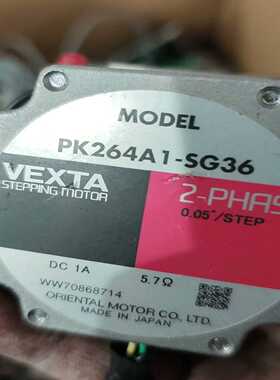 MODEL
PK264A1-SG36
VEXTA
STEPPING MOTOR
2-PHAS
0.05°/STEP
DC 1A
5.7Ω
WW70868714
ORIENTAL MOTOR CO. LTD.
MADE IN JAPAN